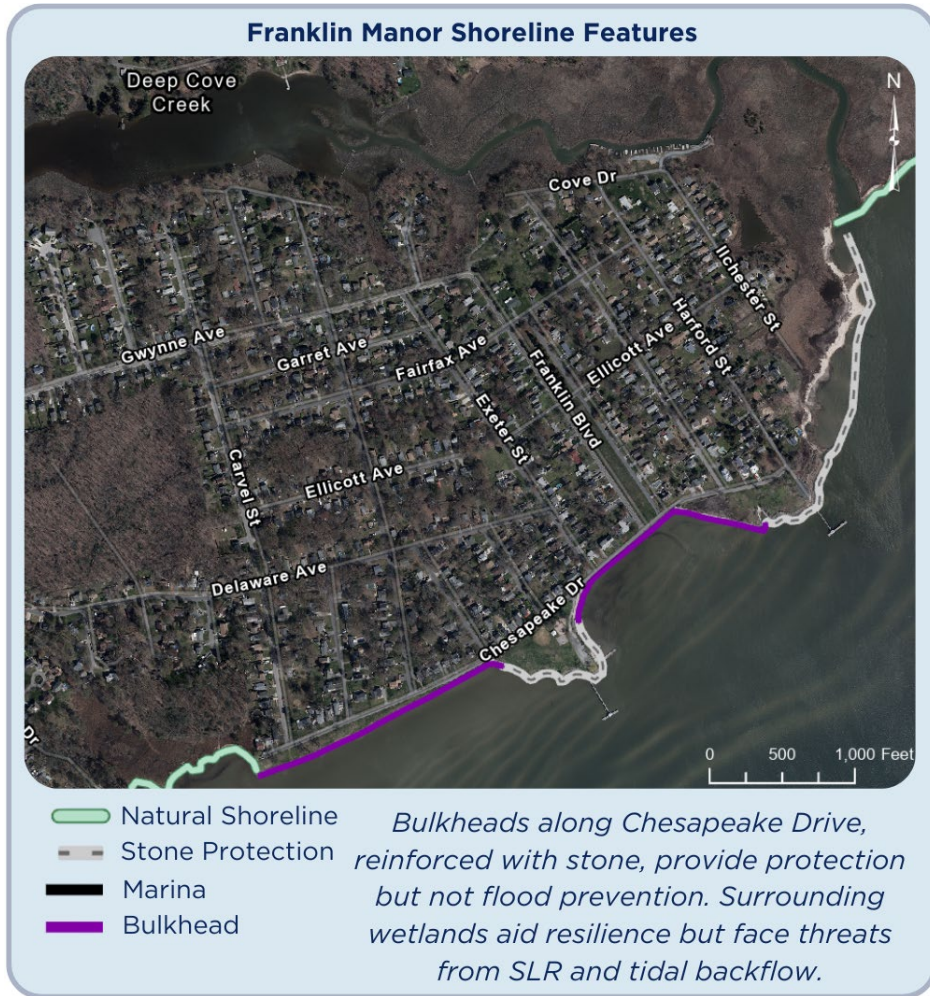 Franklin Manor Shoreline Features
Deep Cove
Creek
N
Cove Dr
Ilchester St
Harford St
Gwynne Ave
Garret Ave
Fairfax Ave
Ellicott Ave
Franklin Blvd
Exeter St
Ellicott Ave
Carvel St
Delaware Ave
Chesapeake Dr
Dr
0 500 1,000 Feet
Natural Shoreline
Stone Protection
Marina
Bulkhead
Bulkheads along Chesapeake Drive,
reinforced with stone, provide protection
but not flood prevention. Surrounding
wetlands aid resilience but face threats
from SLR and tidal backflow.